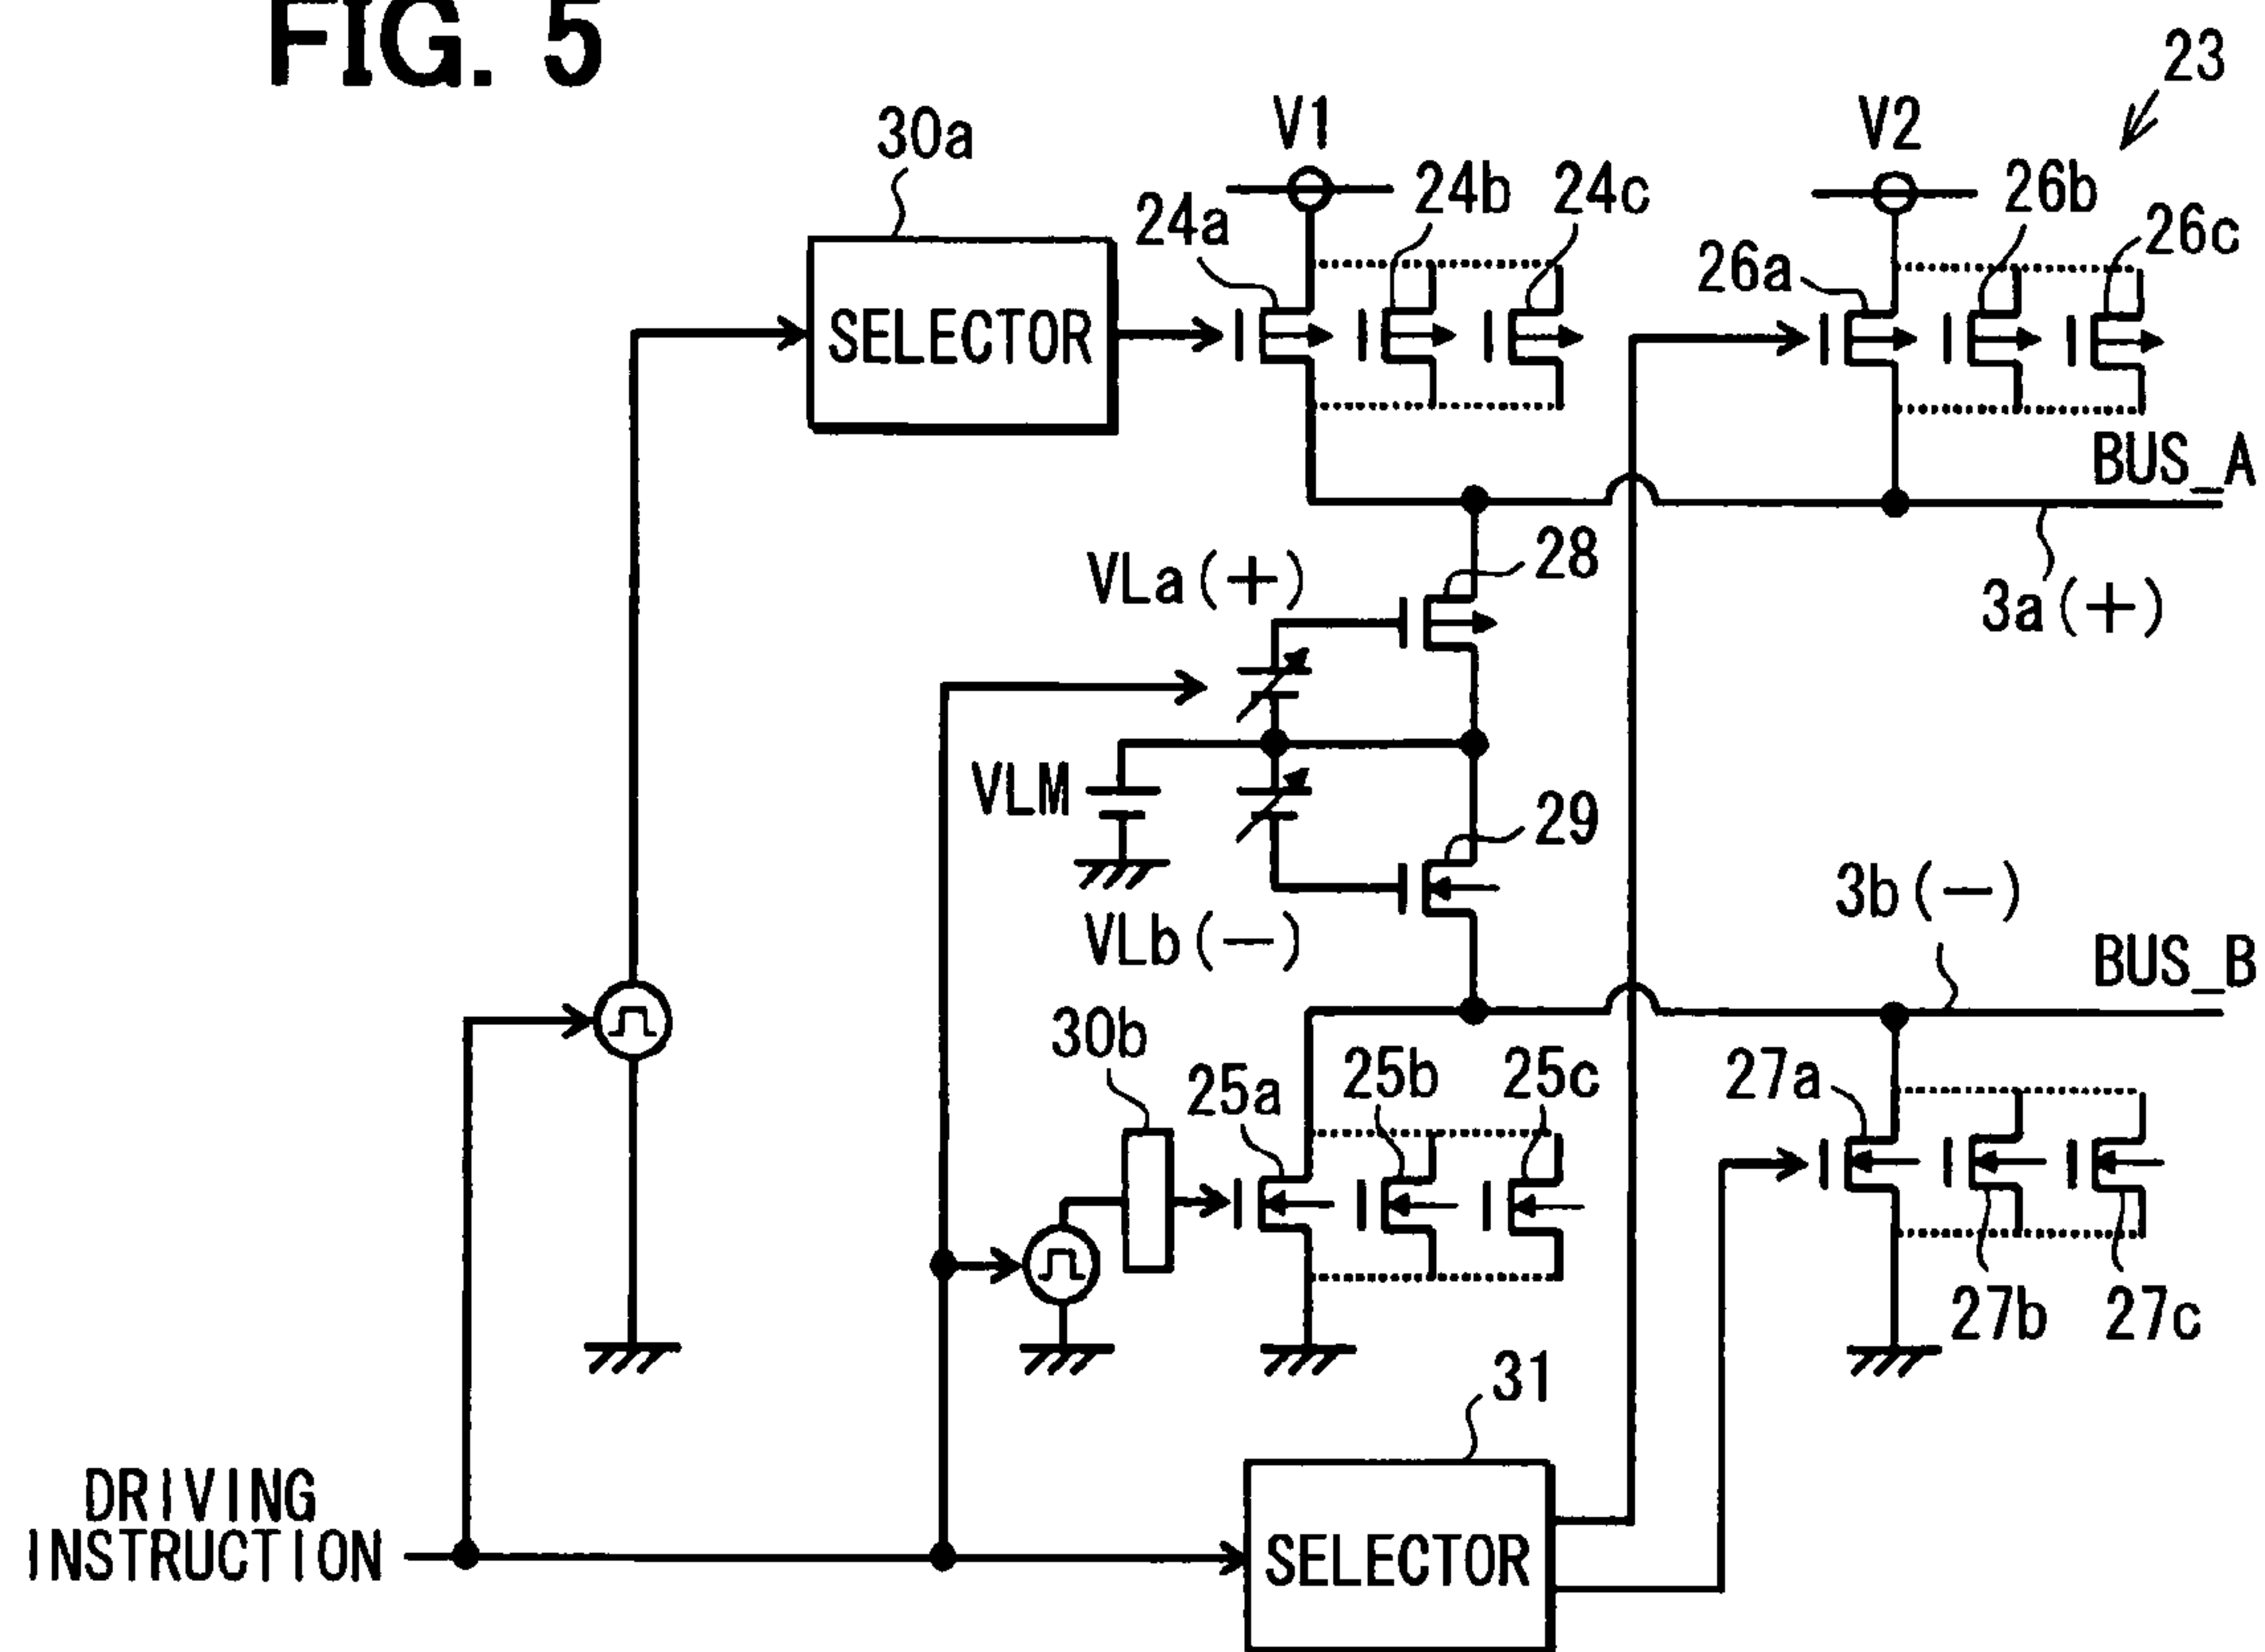 FIG. 5
23
30a
V1
V2
24a
24b
24c
26a
26b
26c
SELECTOR
BUS_A
VLa(+)
28
3a(+)
VLM
29
3b(-)
VLb(-)
BUS_B
30b
25a
25b
25c
27a
27b
27c
31
DRIVING
INSTRUCTION
SELECTOR